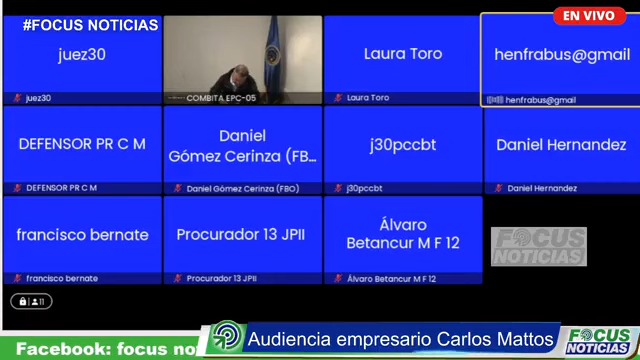 #FOCUS NOTICIAS
EN VIVO
juez30
juez30
COMBITA EPC-05
Laura Toro
Laura Toro
henfrabus@gmail
henfrabus@gmail
DEFENSOR PR C M
DEFENSOR PR C M
Daniel
Gómez Cerinza (FB...
Daniel Gómez Cerinza (FBO)
j30pccbt
j30pccbt
Daniel Hernandez
Daniel Hernandez
francisco bernate
francisco bernate
Procurador 13 JPII
Procurador 13 JPII
Álvaro
Betancur M F 12
Álvaro Betancur M F 12
FOCUS
NOTICIAS
11
Facebook: focus no
Audiencia empresario Carlos Mattos
FOCUS
NOTICIAS